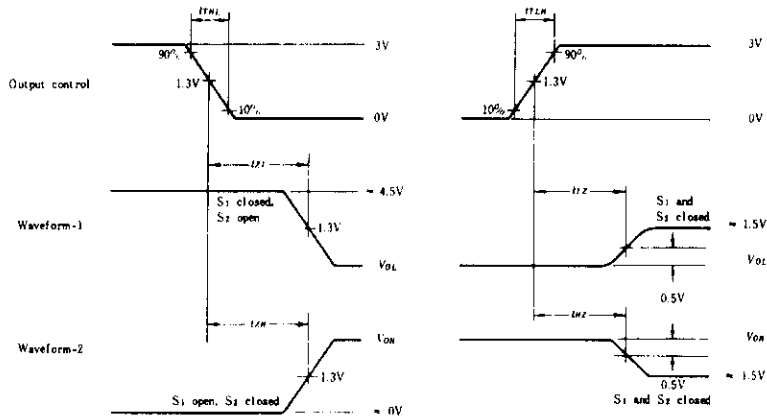 tTHL
tTLH
3V
90%
1.3V
10%
0V
Output control
3V
90%
1.3V
10%
0V
tZL
tLZ
≈ 4.5V
S1 closed,
S2 open
1.3V
VOL
Waveform-1
S1 and
S2 closed
≈ 1.5V
VOL
0.5V
tZH
tHZ
VOH
1.3V
S1 open, S2 closed
≈ 0V
Waveform-2
VOH
0.5V
≈ 1.5V
S1 and S2 closed